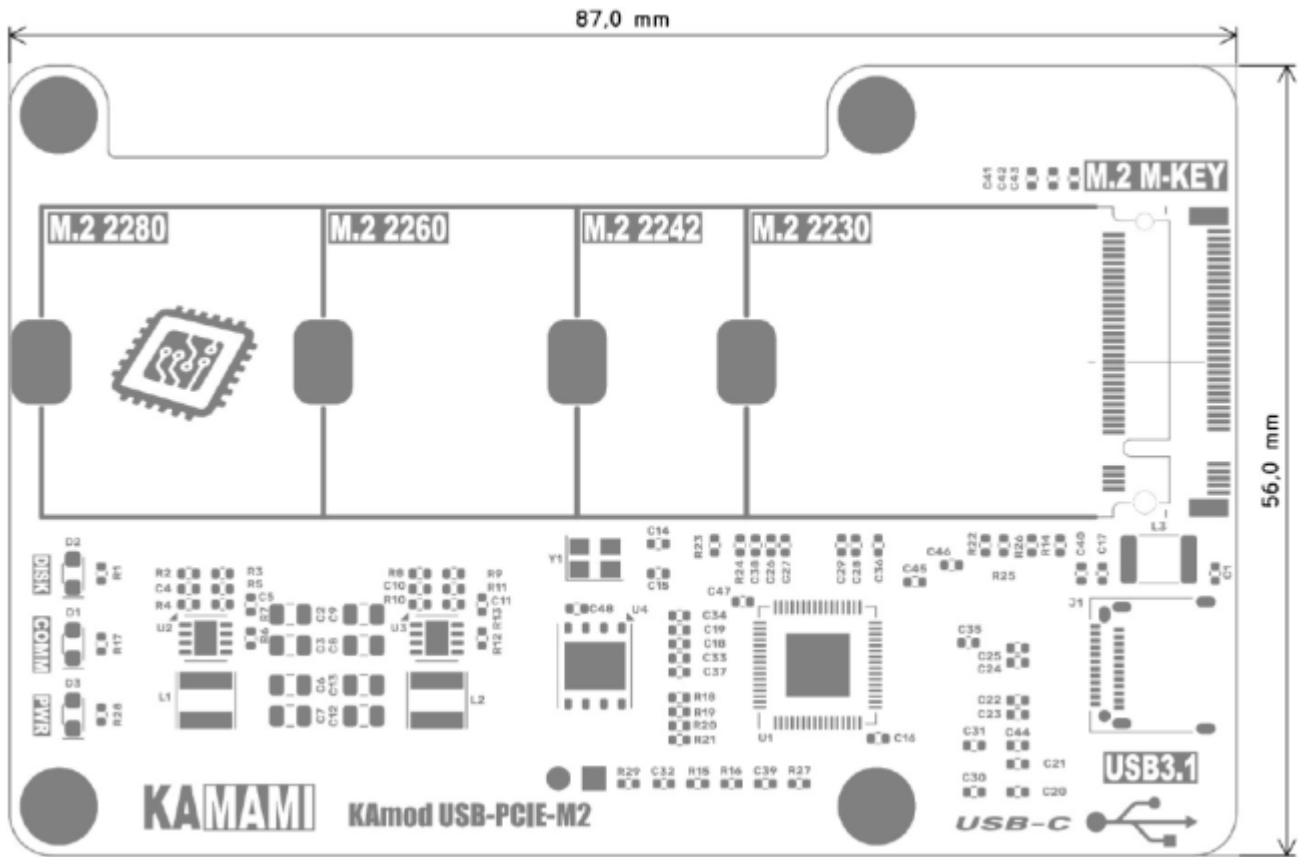 87,0 mm
C41
C42
C43
M.2 M-KEY
M.2 2280
M.2 2260
M.2 2242
M.2 2230
56,0 mm
D2
DISK
R1
D1
COMM
R17
D3
PWR
R28
R2
R3
R5
C4
R4
C5
R7
U2
R6
L1
C2
C9
C3
C8
C6
C13
C7
C12
R8
R9
C10
R11
R10
C11
R13
U3
R12
L2
Y1
C14
C15
C48
U4
C34
C19
C18
C33
C37
R18
R19
R20
R21
R23
R24
C38
C26
C27
C47
C29
C28
C36
U1
C16
C45
C46
R22
R26
R14
R25
C40
C17
L3
C1
J1
C35
C25
C24
C22
C23
C31
C44
C21
C30
C20
USB3.1
R29 C32 R15 R16 C39 R27
KAMAMI
KAmod USB-PCIE-M2
USB-C